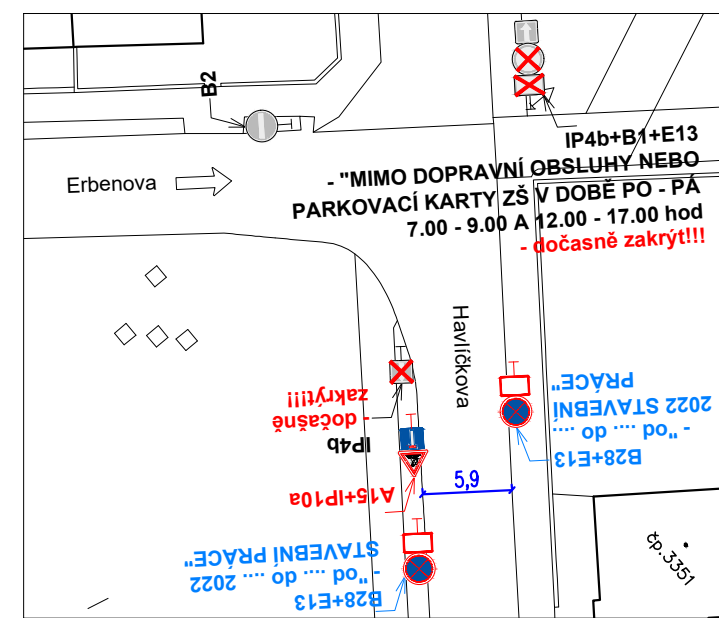 B2
IP4b+B1+E13
- "MIMO DOPRAVNÍ OBSLUHY NEBO
PARKOVACÍ KARTY ZŠ V DOBĚ PO - PÁ
7.00 - 9.00 A 12.00 - 17.00 hod
- dočasně zakrýt!!!
Erbenova
Havlíčkova
IP4b
- dočasně
zakrýt!!!
A15+IP10a
5,9
B28+E13
- "od .... do ....
2022 STAVEBNÍ
PRÁCE"
B28+E13
- "od .... do .... 2022
STAVEBNÍ PRÁCE"
čp.3351